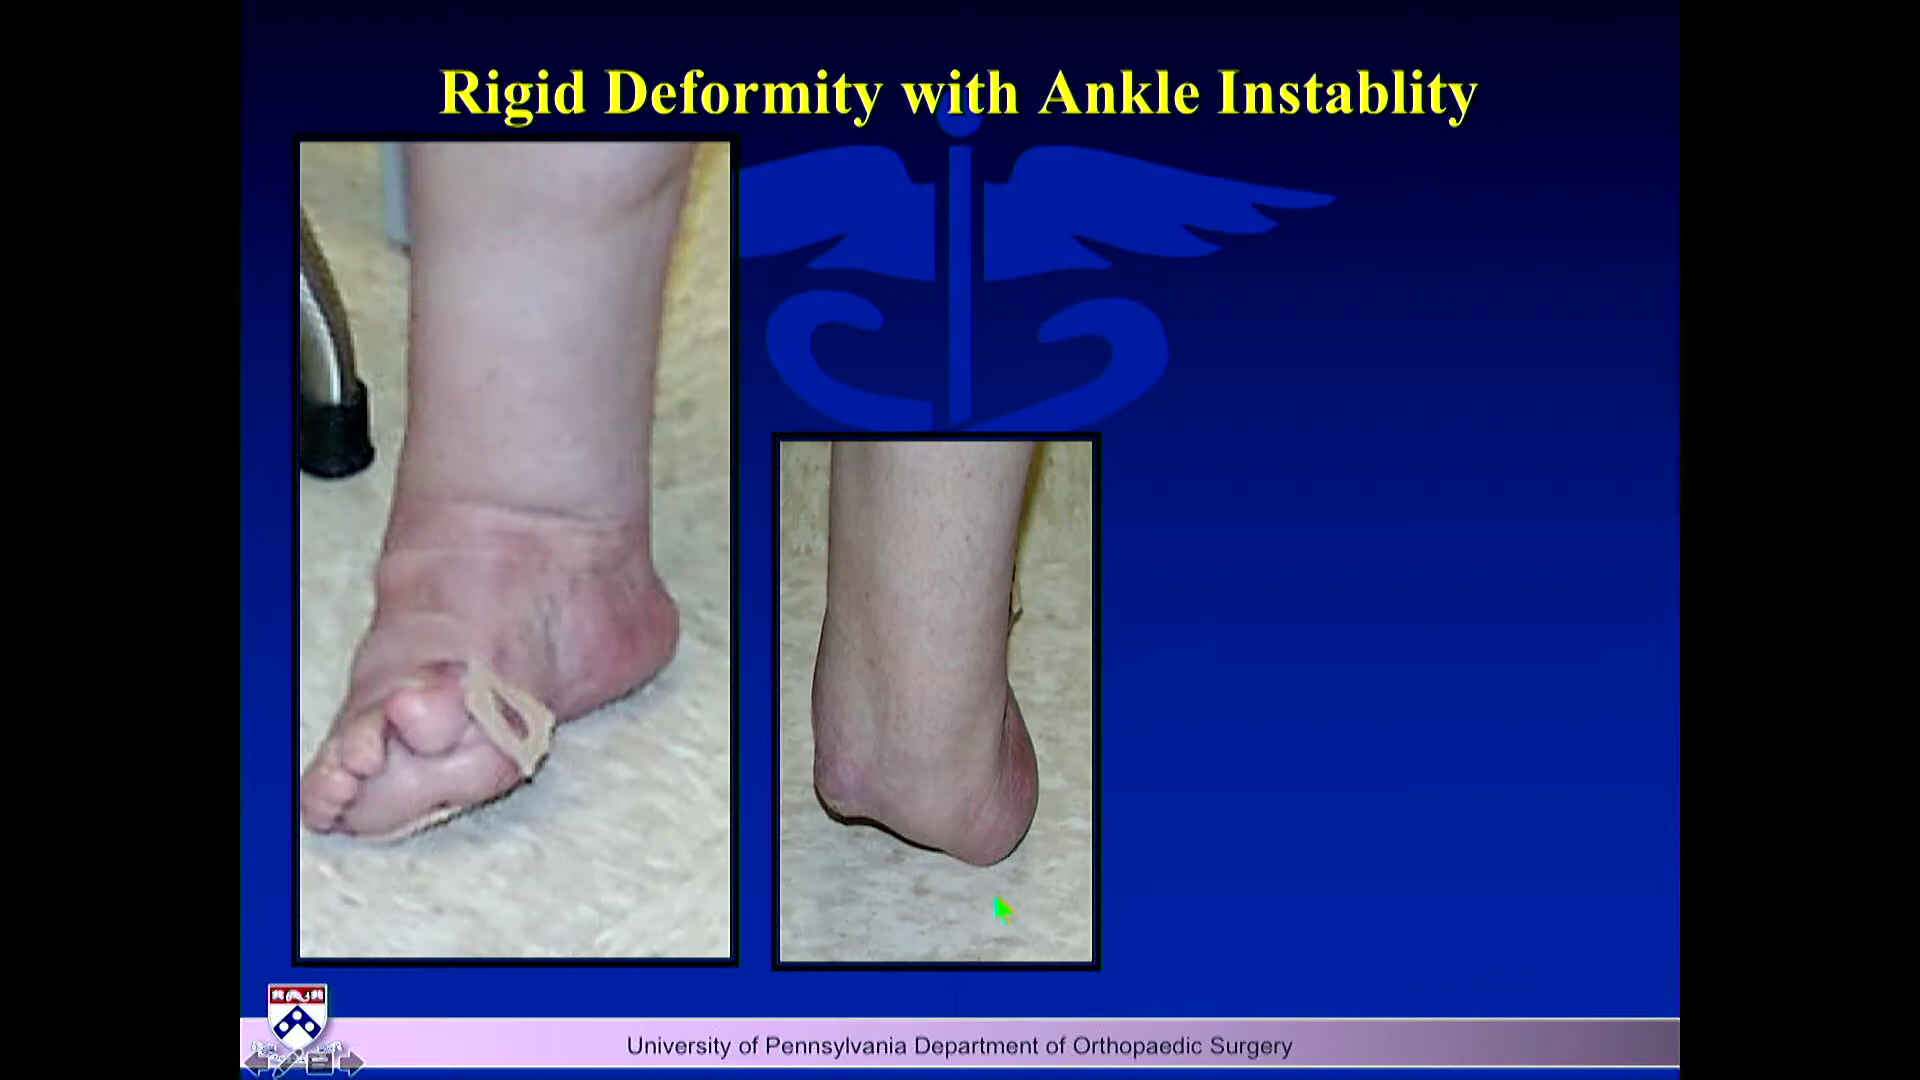 Rigid Deformity with Ankle Instablity
University of Pennsylvania Department of Orthopaedic Surgery